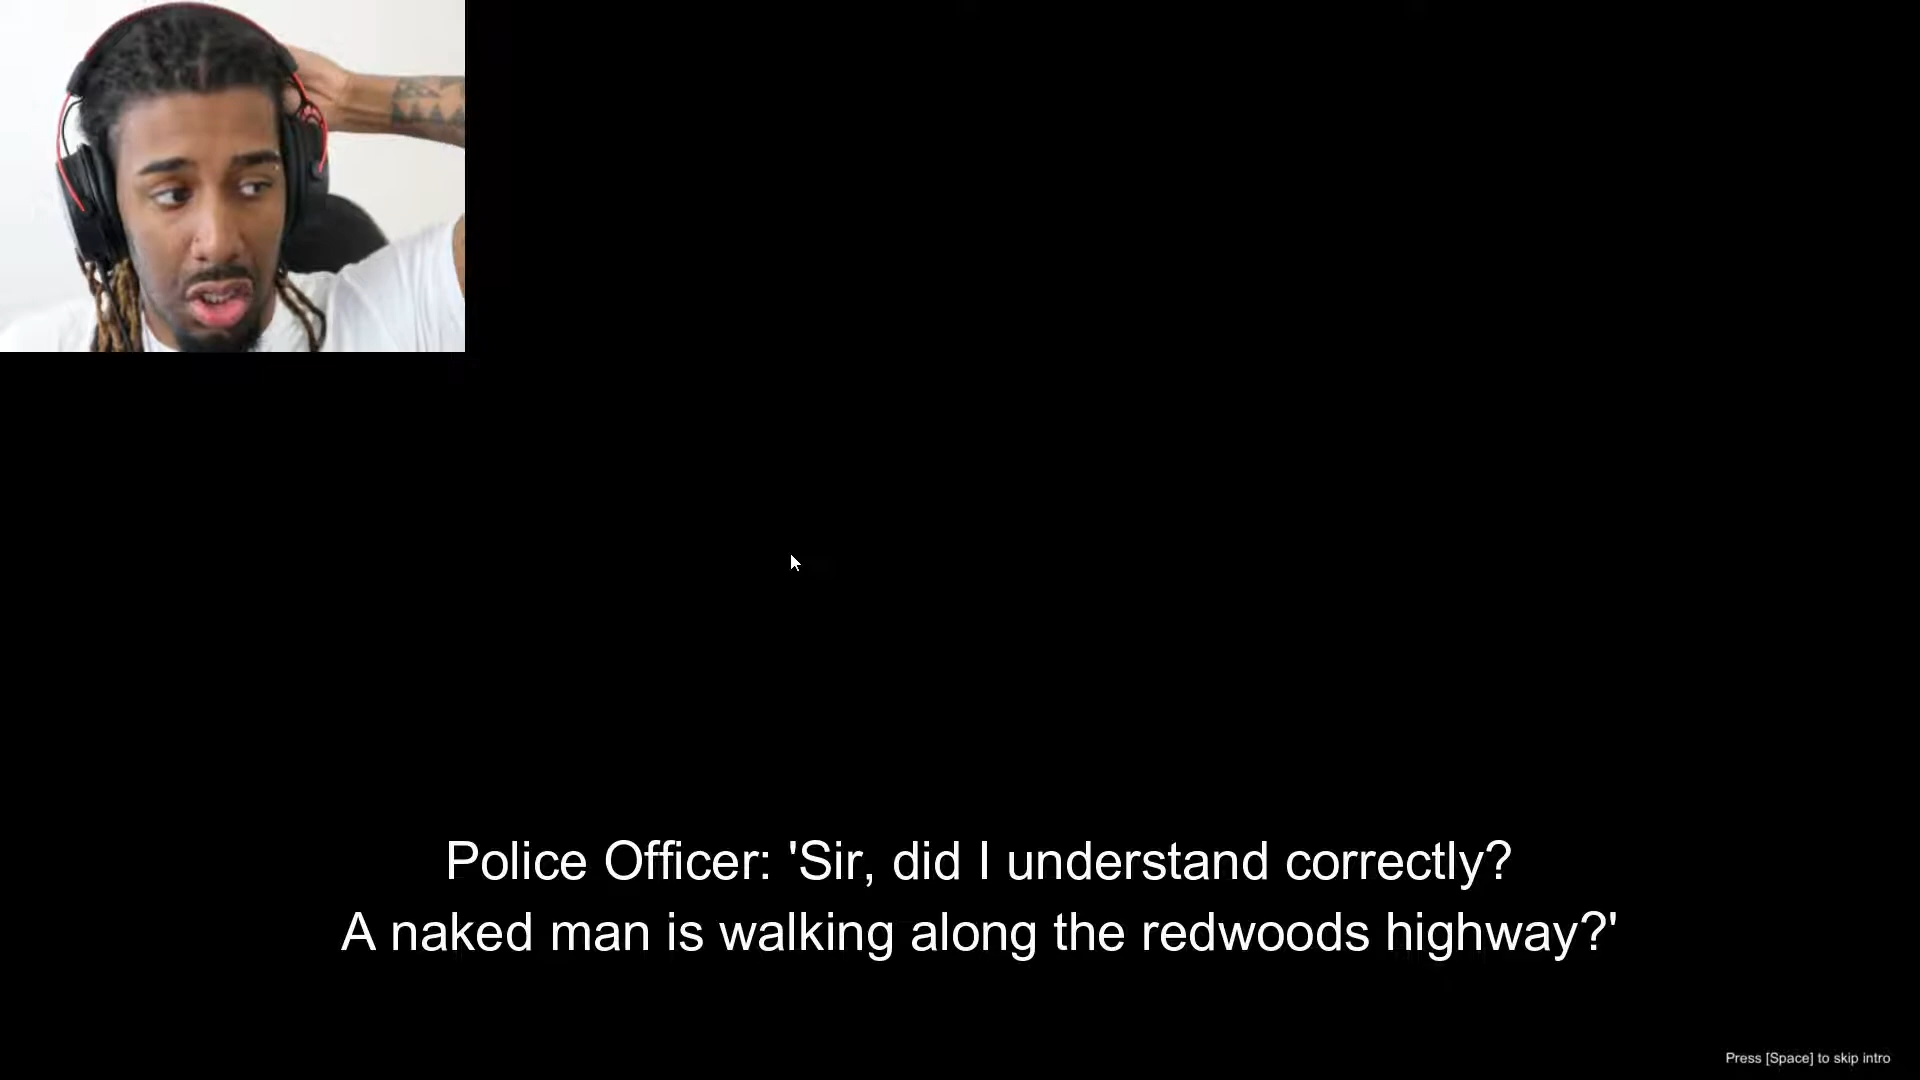 Police Officer: 'Sir, did I understand correctly?
A naked man is walking along the redwoods highway?'
Press [Space] to skip intro